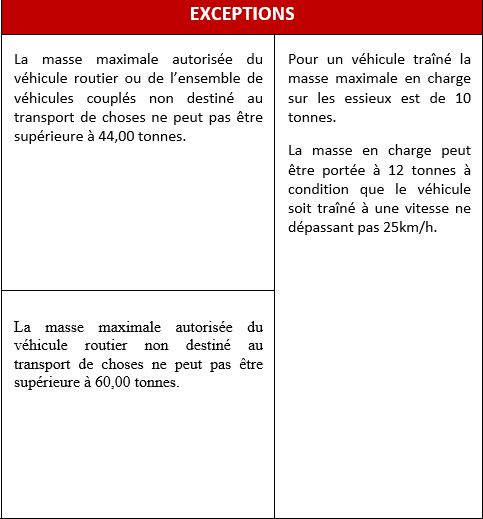 EXCEPTIONS
La masse maximale autorisée du
véhicule routier ou de l’ensemble de
véhicules couplés non destiné au
transport de choses ne peut pas être
supérieure à 44,00 tonnes.
La masse maximale autorisée du
véhicule routier non destiné au
transport de choses ne peut pas être
supérieure à 60,00 tonnes.
Pour un véhicule traîné la
masse maximale en charge
sur les essieux est de 10
tonnes.
La masse en charge peut
être portée à 12 tonnes à
condition que le véhicule
soit traîné à une vitesse ne
dépassant pas 25km/h.